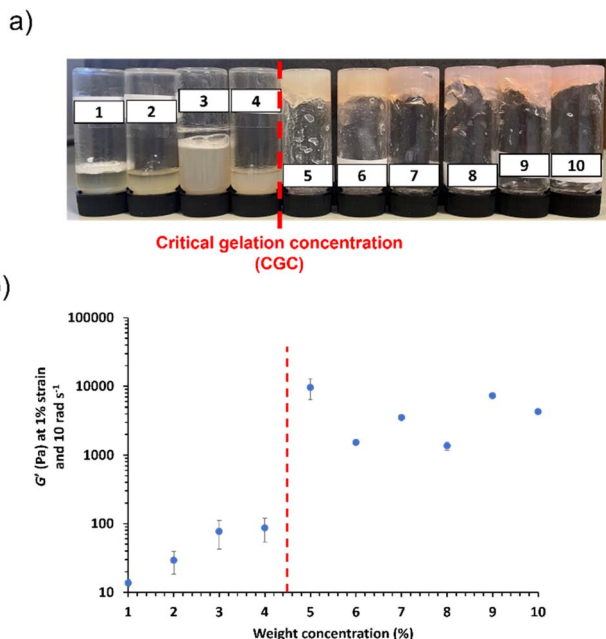 a)
1 2 3 4 5 6 7 8 9 10
Critical gelation concentration
(CGC)
)
100000
10000
1000
100
10
G' (Pa) at 1% strain
and 10 rad s⁻¹
1 2 3 4 5 6 7 8 9 10
Weight concentration (%)